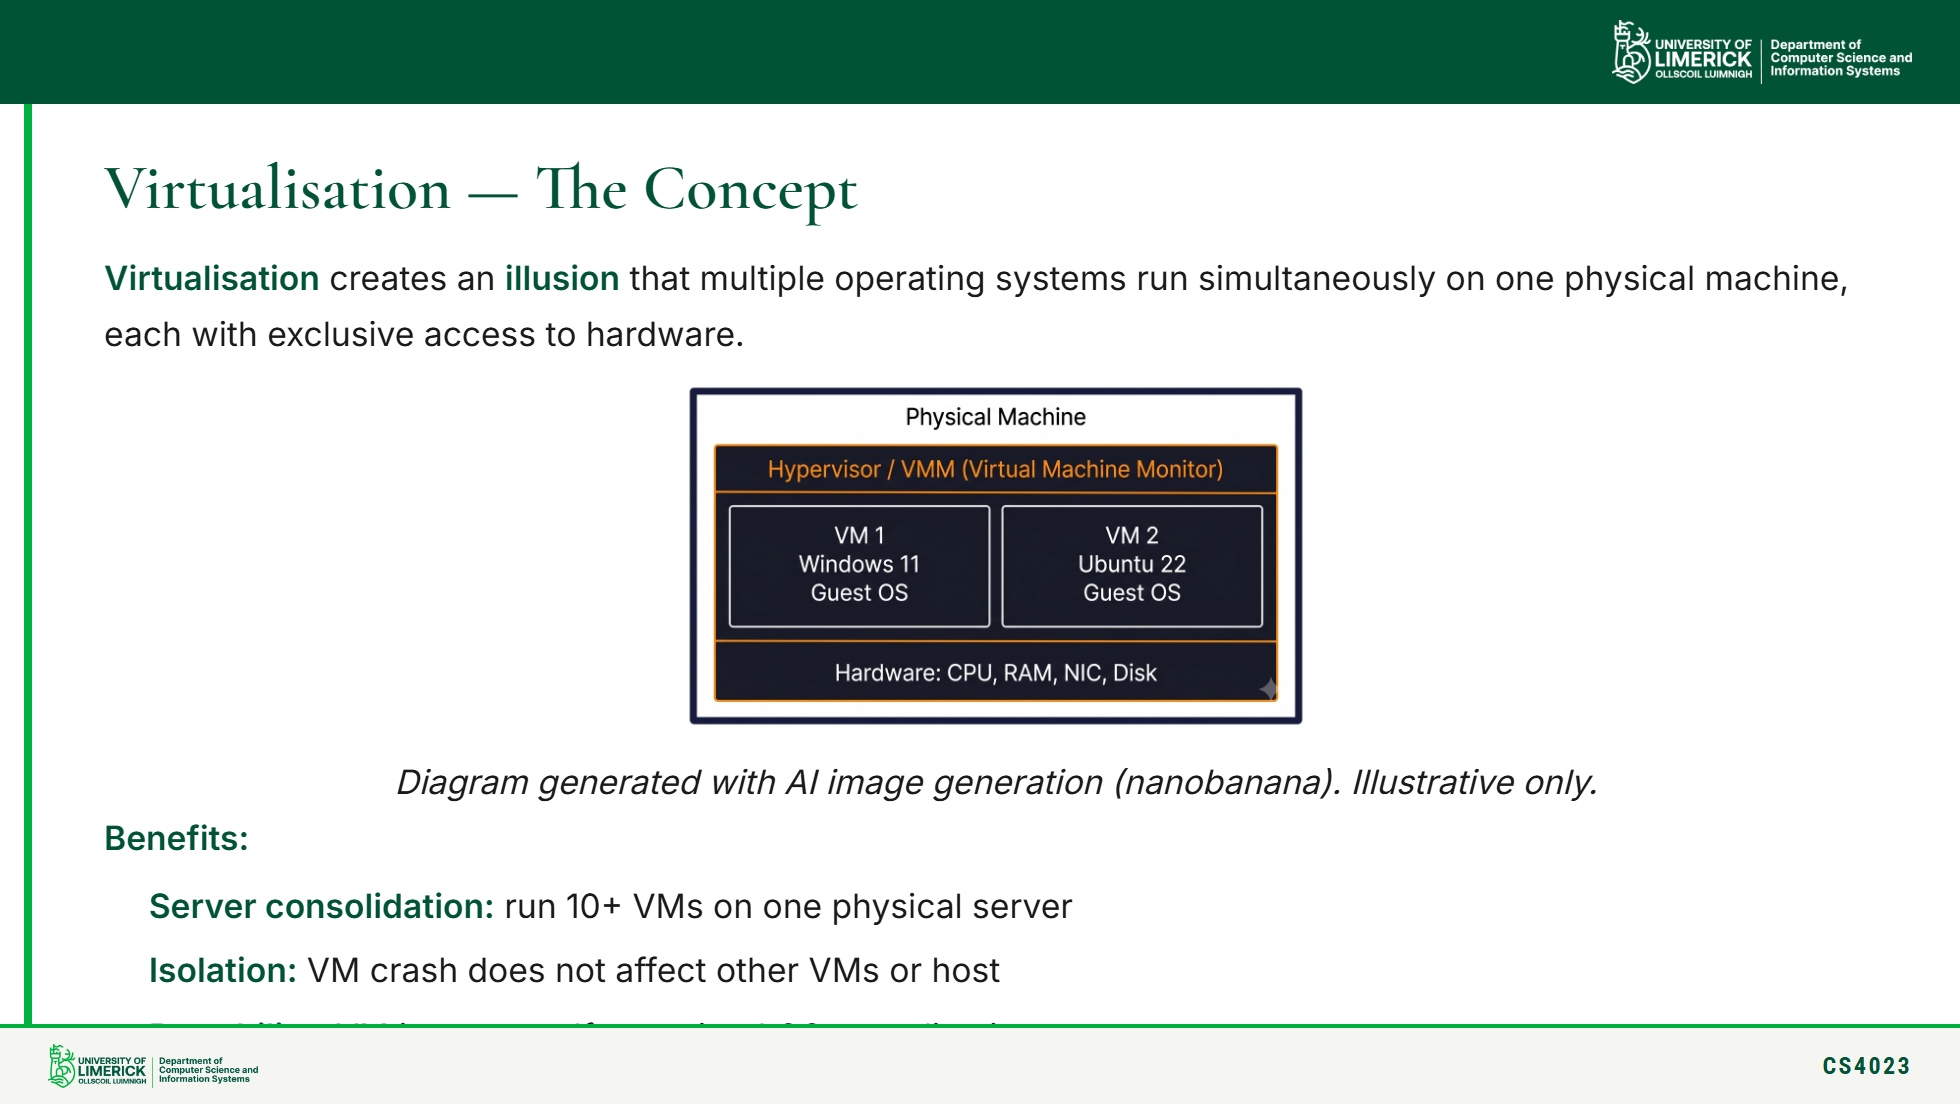 UNIVERSITY OF
LIMERICK
OLLSCOIL LUIMNIGH
Department of
Computer Science and
Information Systems
Virtualisation — The Concept
Virtualisation creates an illusion that multiple operating systems run simultaneously on one physical machine,
each with exclusive access to hardware.
Physical Machine
Hypervisor / VMM (Virtual Machine Monitor)
VM 1
Windows 11
Guest OS
VM 2
Ubuntu 22
Guest OS
Hardware: CPU, RAM, NIC, Disk
Diagram generated with AI image generation (nanobanana). Illustrative only.
Benefits:
Server consolidation: run 10+ VMs on one physical server
Isolation: VM crash does not affect other VMs or host
UNIVERSITY OF
LIMERICK
OLLSCOIL LUIMNIGH
Department of
Computer Science and
Information Systems
CS4023